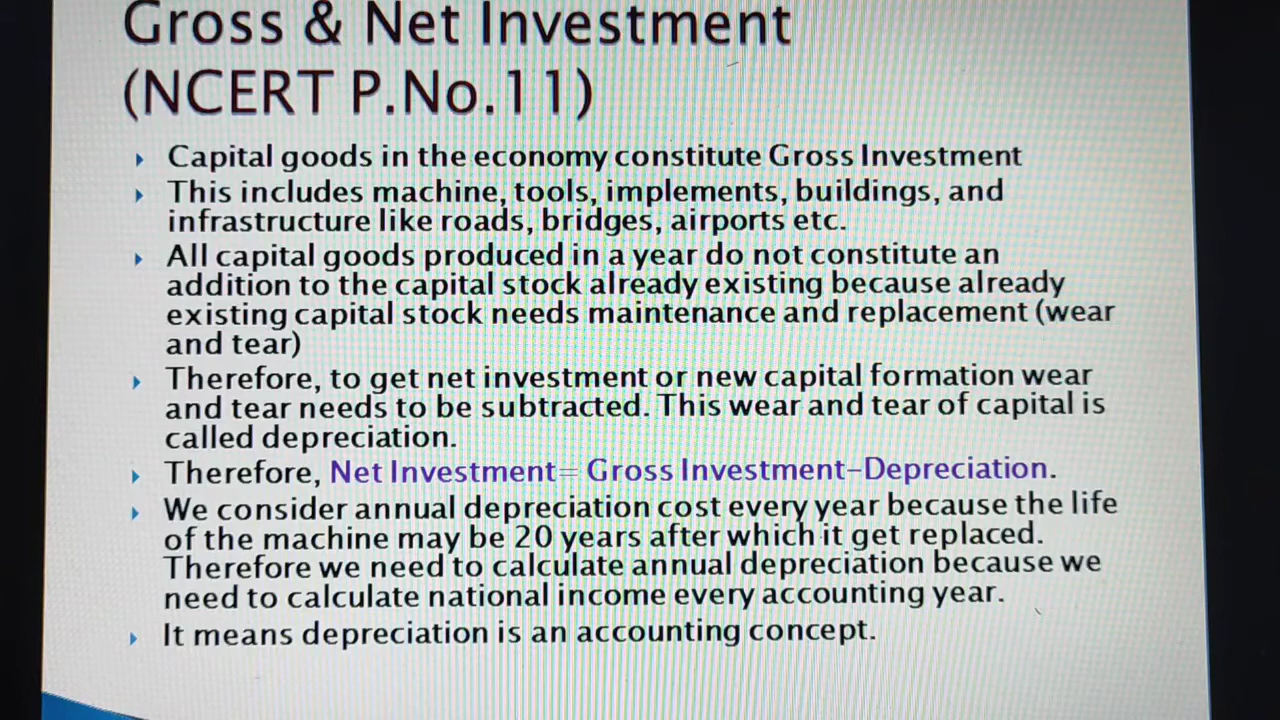 Gross & Net Investment
(NCERT P.No.11)
Capital goods in the economy constitute Gross Investment
This includes machine, tools, implements, buildings, and
infrastructure like roads, bridges, airports etc.
All capital goods produced in a year do not constitute an
addition to the capital stock already existing because already
existing capital stock needs maintenance and replacement (wear
and tear)
Therefore, to get net investment or new capital formation wear
and tear needs to be subtracted. This wear and tear of capital is
called depreciation.
Therefore, Net Investment= Gross Investment-Depreciation.
We consider annual depreciation cost every year because the life
of the machine may be 20 years after which it get replaced.
Therefore we need to calculate annual depreciation because we
need to calculate national income every accounting year.
It means depreciation is an accounting concept.